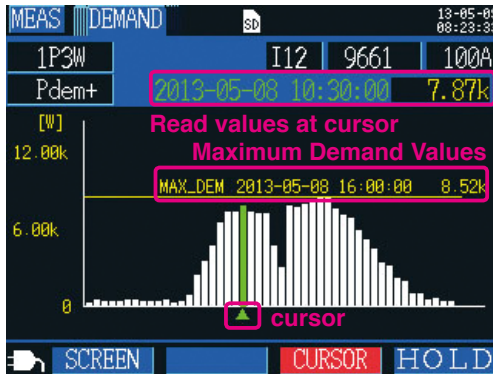 MEAS DEMAND SD 13-05-0
08:23:3
1P3W I12 9661 100A
Pdem+ 2013-05-08 10:30:00 7.87k
[W] Read values at cursor
12.00k Maximum Demand Values
MAX_DEM 2013-05-08 16:00:00 8.52k
6.00k
0
cursor
SCREEN CURSOR HOLD